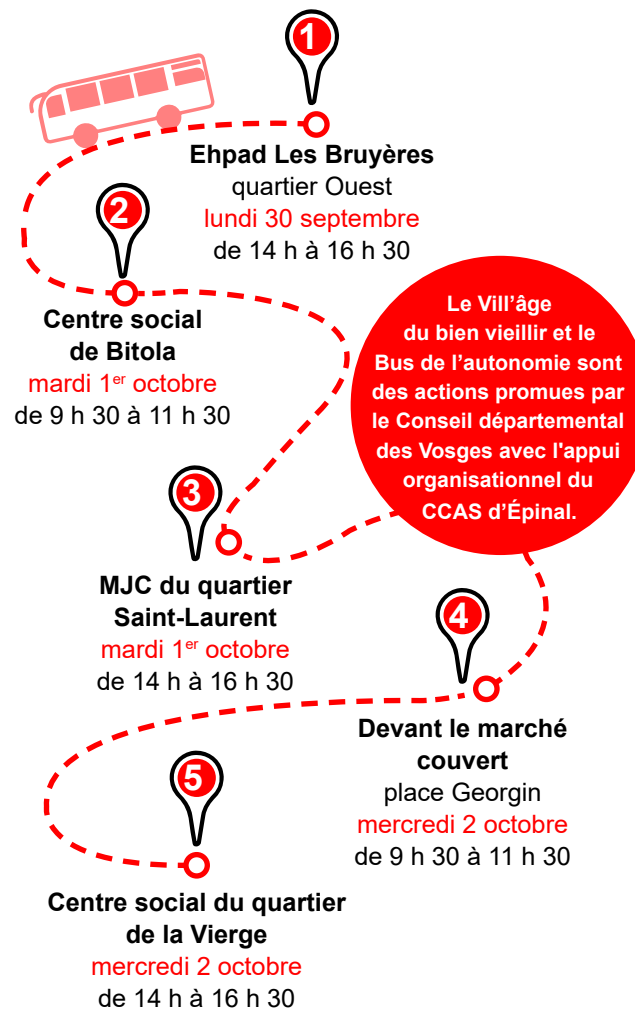 1
Ehpad Les Bruyères
quartier Ouest
lundi 30 septembre
de 14 h à 16 h 30
2
Centre social
de Bitola
mardi 1er octobre
de 9 h 30 à 11 h 30
Le Vill’âge
du bien vieillir et le
Bus de l’autonomie sont
des actions promues par
le Conseil départemental
des Vosges avec l'appui
organisationnel du
CCAS d’Épinal.
3
MJC du quartier
Saint-Laurent
mardi 1er octobre
de 14 h à 16 h 30
4
Devant le marché
couvert
place Georgin
mercredi 2 octobre
de 9 h 30 à 11 h 30
5
Centre social du quartier
de la Vierge
mercredi 2 octobre
de 14 h à 16 h 30